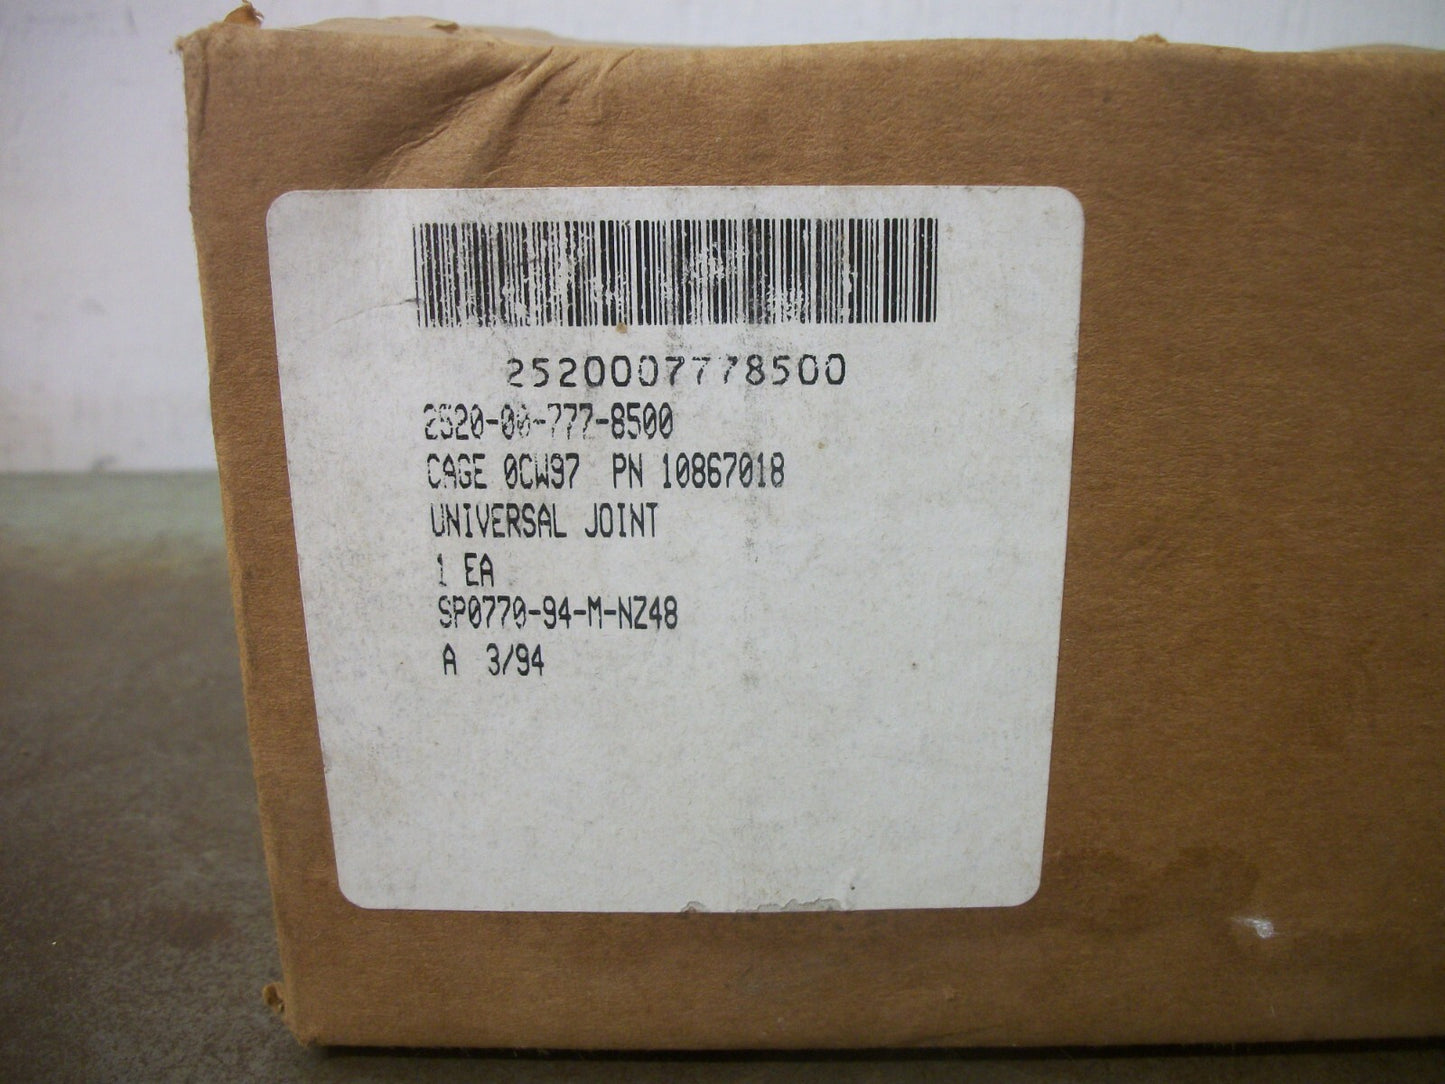 2520007778500
2520-00-777-8500
CAGE 0CW97 PN 10867018
UNIVERSAL JOINT
1 EA
SP0770-94-M-NZ48
A 3/94